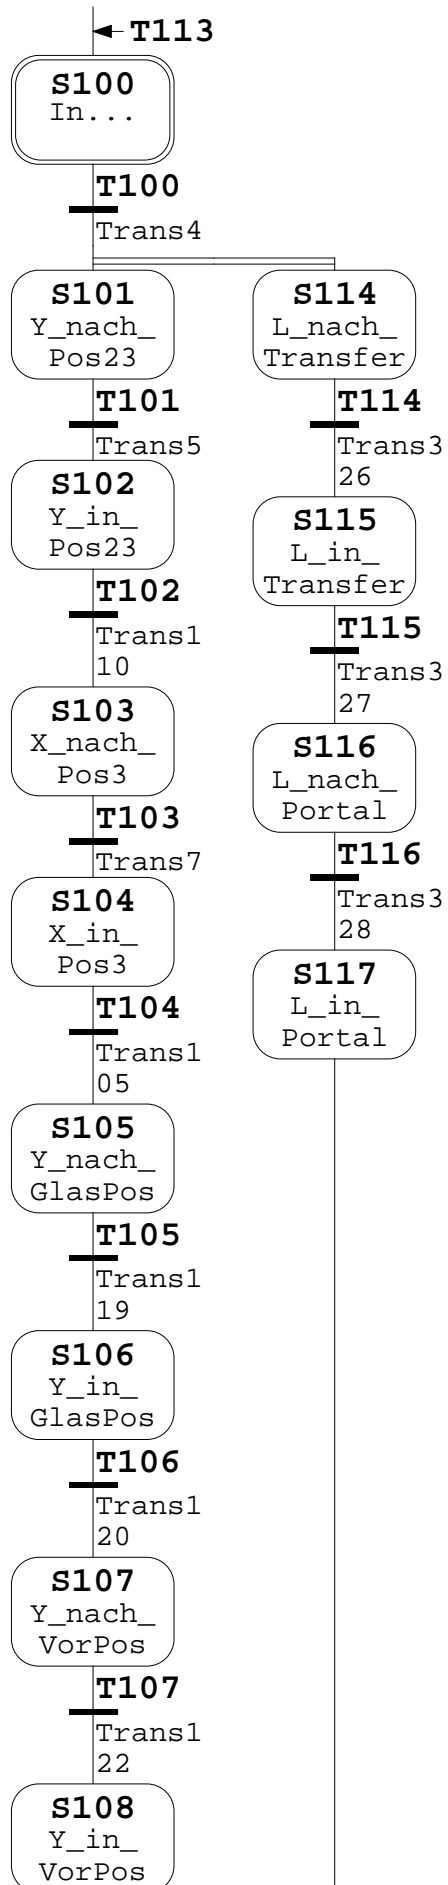 T113
S100
In...
T100
Trans4
S101
Y_nach_
Pos23
T101
Trans5
S102
Y_in_
Pos23
T102
Trans1
10
S103
X_nach_
Pos3
T103
Trans7
S104
X_in_
Pos3
T104
Trans1
05
S105
Y_nach_
GlasPos
T105
Trans1
19
S106
Y_in_
GlasPos
T106
Trans1
20
S107
Y_nach_
VorPos
T107
Trans1
22
S108
Y_in_
VorPos
S114
L_nach_
Transfer
T114
Trans3
26
S115
L_in_
Transfer
T115
Trans3
27
S116
L_nach_
Portal
T116
Trans3
28
S117
L_in_
Portal